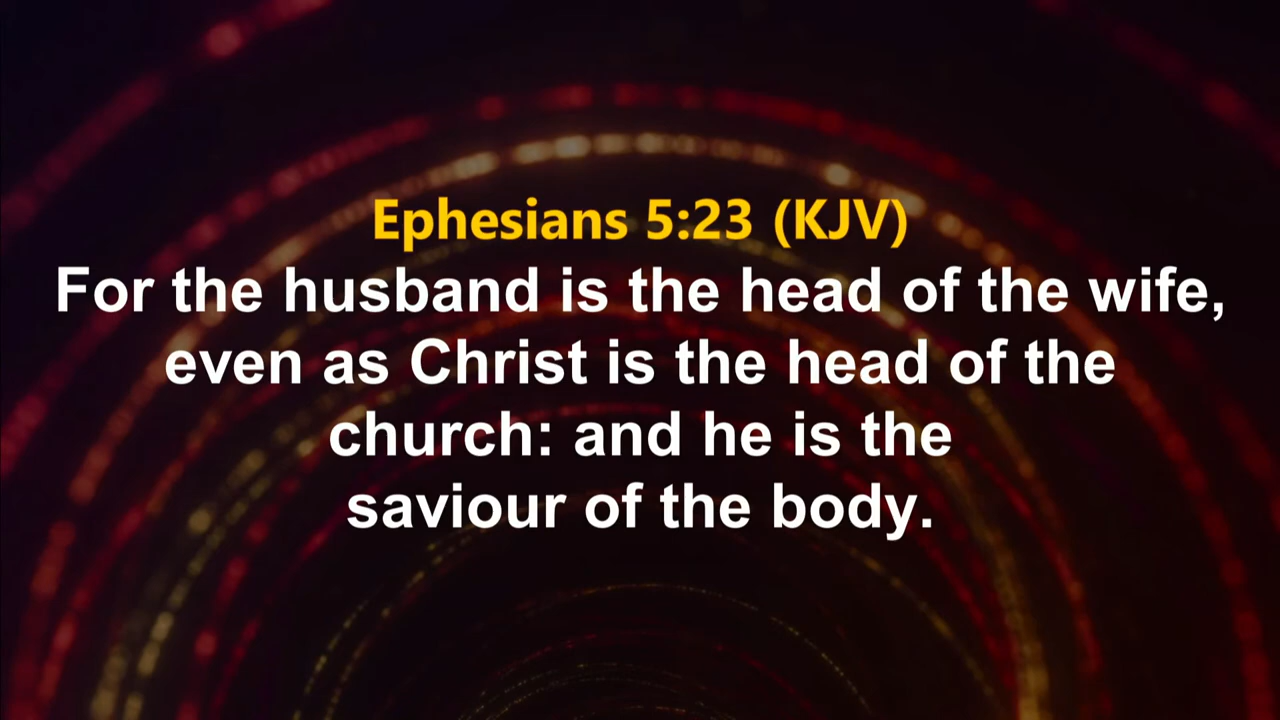 Ephesians 5:23 (KJV)
For the husband is the head of the wife,
even as Christ is the head of the
church: and he is the
saviour of the body.